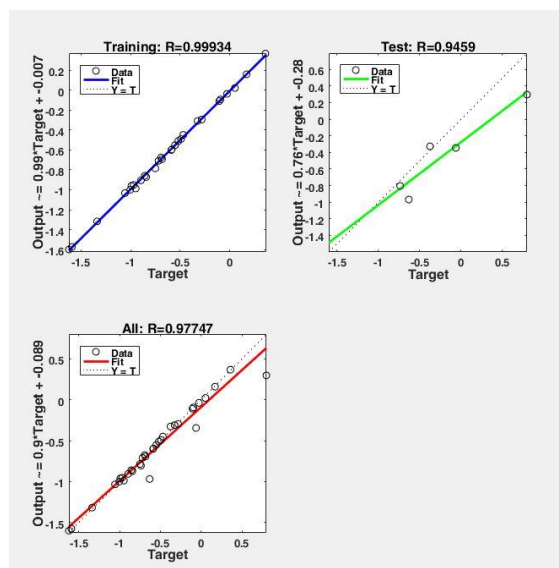 Training: R=0.99934
Data
Fit
Y = T
Output ~= 0.99*Target + -0.007
0.2
0
-0.2
-0.4
-0.6
-0.8
-1
-1.2
-1.4
-1.6
-1.5
-1
-0.5
0
Target
Test: R=0.9459
Data
Fit
Y = T
Output ~= 0.76*Target + -0.28
0.6
0.4
0.2
0
-0.2
-0.4
-0.6
-0.8
-1
-1.2
-1.4
-1.5
-1
-0.5
0
0.5
Target
All: R=0.97747
Data
Fit
Y = T
Output ~= 0.9*Target + -0.089
0.5
0
-0.5
-1
-1.5
-1.5
-1
-0.5
0
0.5
Target